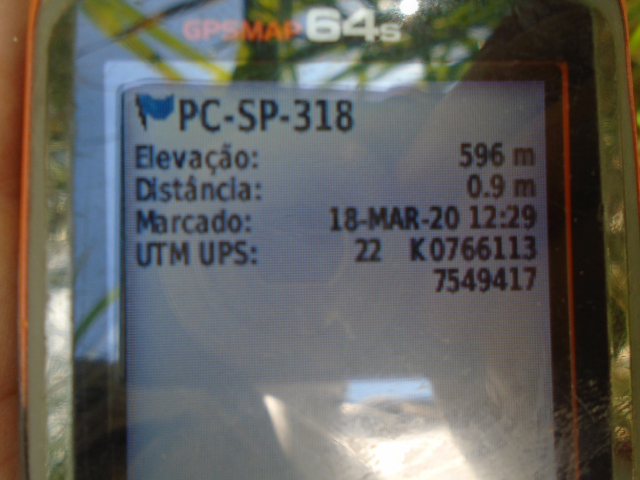 GPSMAP 64s
PC-SP-318
Elevação: 596 m
Distância: 0.9 m
Marcado: 18-MAR-20 12:29
UTM UPS: 22 K0766113
7549417